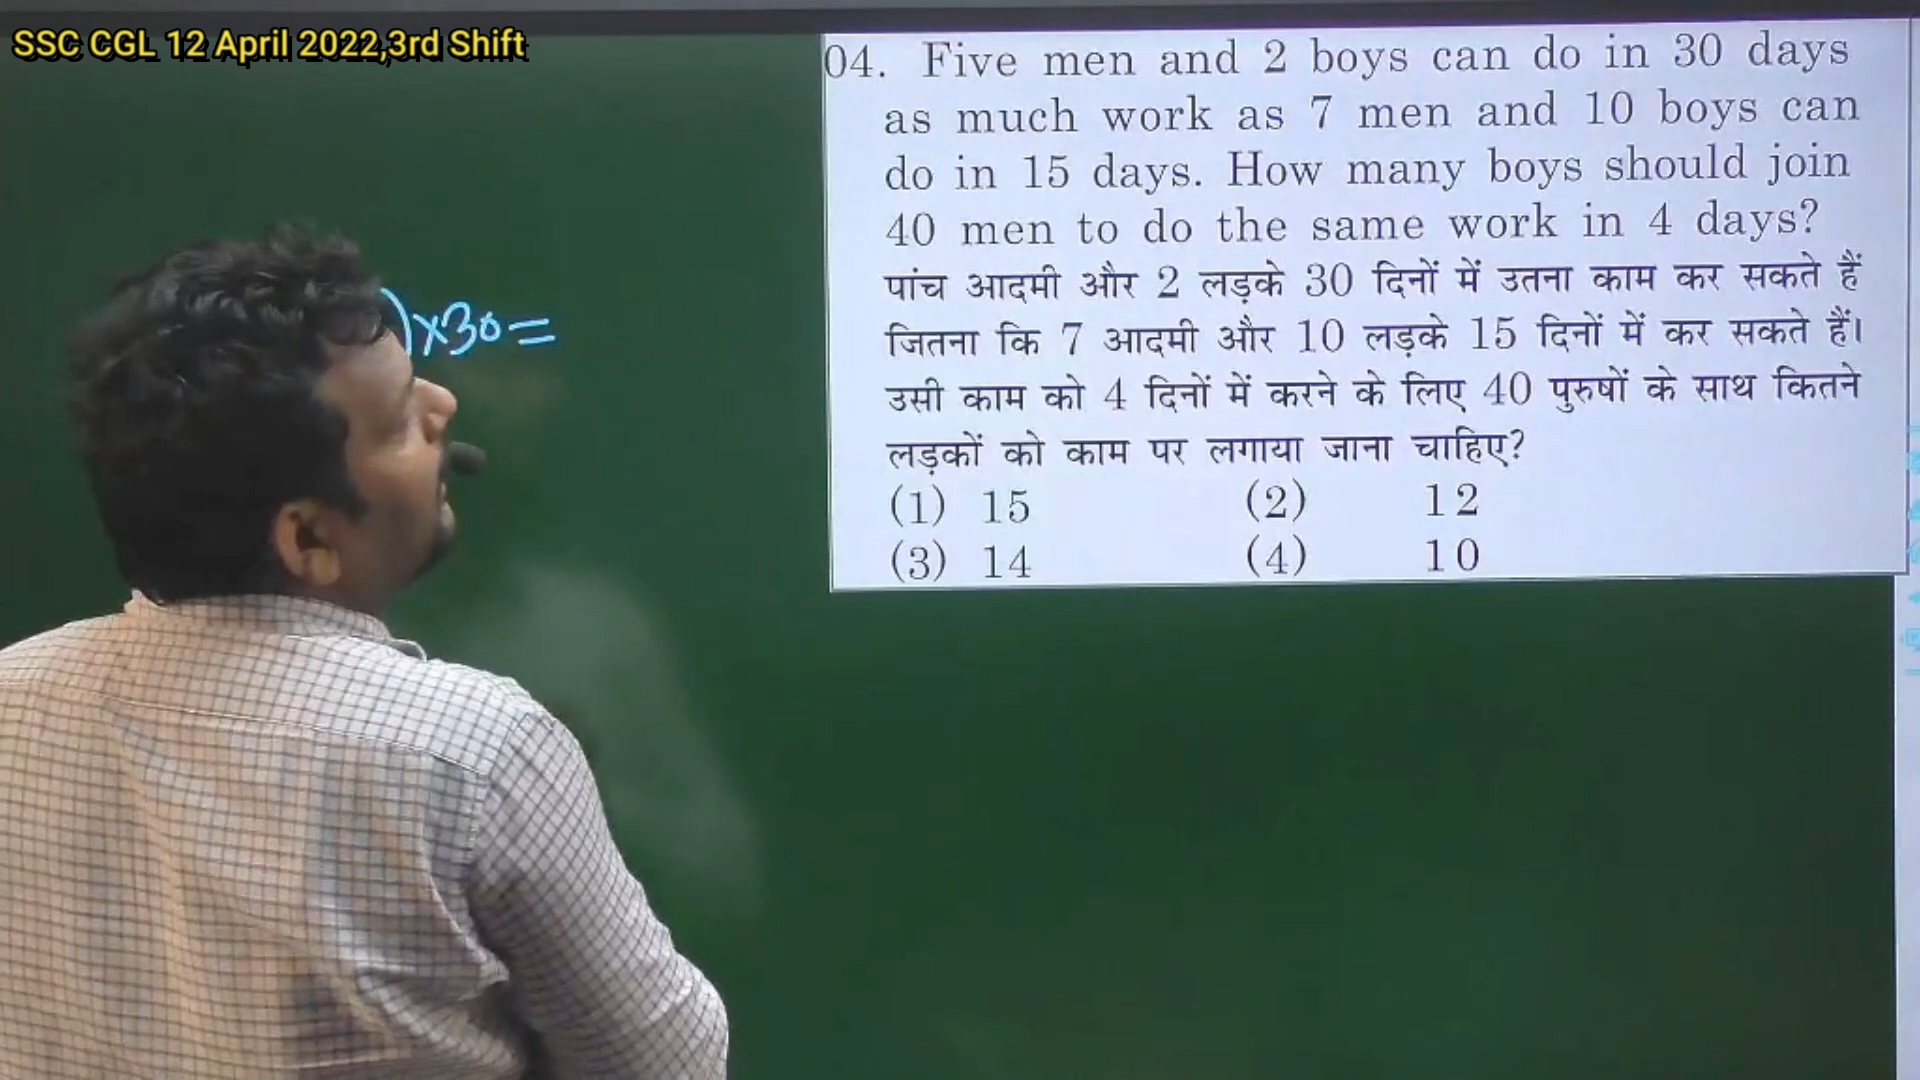 SSC CGL 12 April 2022,3rd Shift
04. Five men and 2 boys can do in 30 days
as much work as 7 men and 10 boys can
do in 15 days. How many boys should join
40 men to do the same work in 4 days?
पांच आदमी और 2 लड़के 30 दिनों में उतना काम कर सकते हैं
जितना कि 7 आदमी और 10 लड़के 15 दिनों में कर सकते हैं।
उसी काम को 4 दिनों में करने के लिए 40 पुरुषों के साथ कितने
लड़कों को काम पर लगाया जाना चाहिए?
(1) 15 (2) 12
(3) 14 (4) 10
)×30=